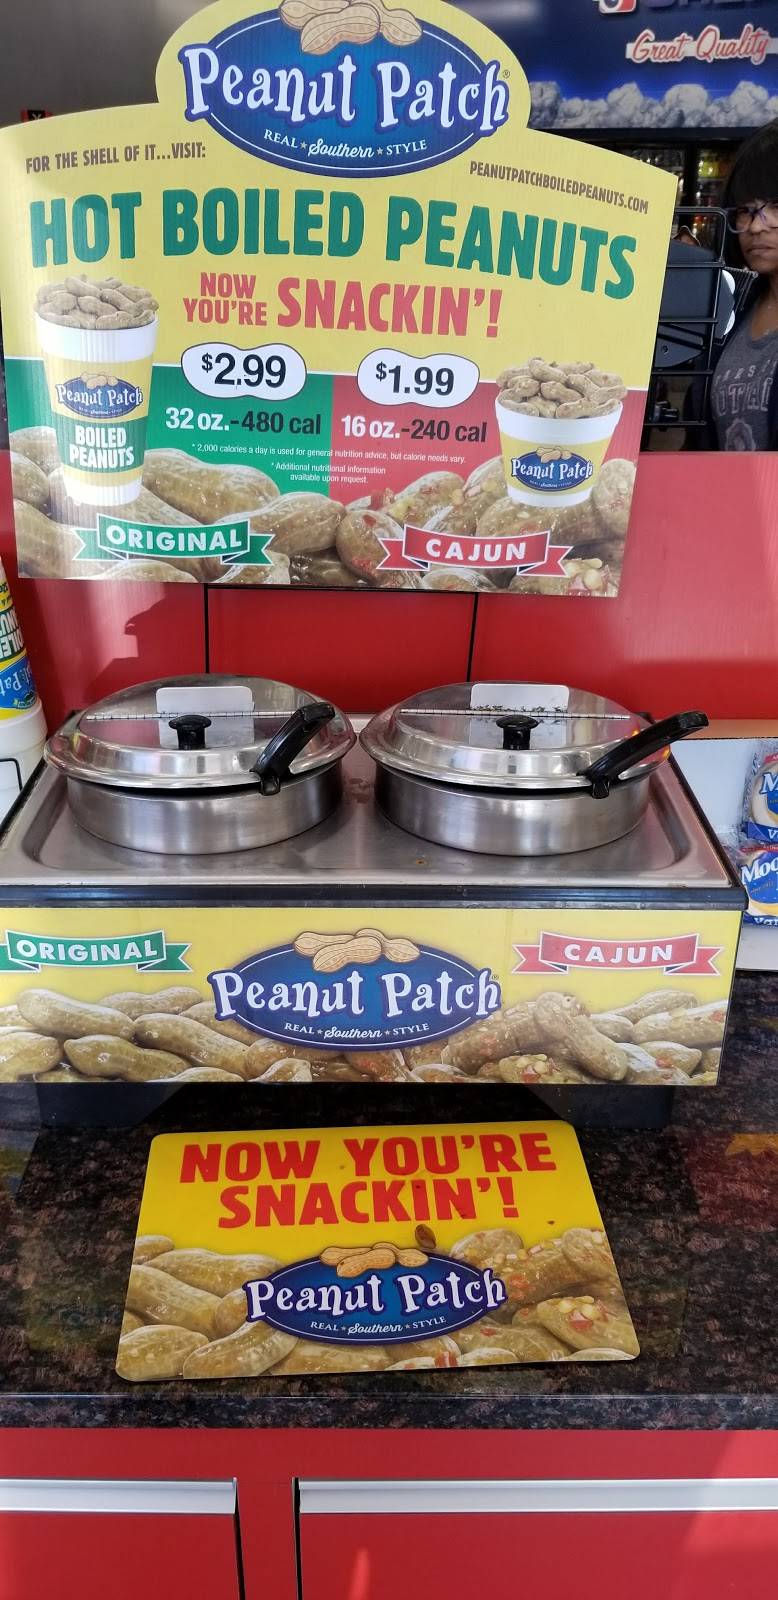 Great Quality
Peanut Patch®
REAL ★ Southern ★ STYLE
FOR THE SHELL OF IT...VISIT:
PEANUTPATCHBOILEDPEANUTS.COM
HOT BOILED PEANUTS
NOW
YOU'RE SNACKIN'!
$2.99
$1.99
32 oz.-480 cal
16 oz.-240 cal
* 2,000 calories a day is used for general nutrition advice, but calorie needs vary.
* Additional nutritional information
available upon request.
Peanut Patch
BOILED
PEANUTS
Peanut Patch
ORIGINAL
CAJUN
ORIGINAL
CAJUN
Peanut Patch®
REAL ★ Southern ★ STYLE
NOW YOU'RE
SNACKIN'!
Peanut Patch
REAL ★ Southern ★ STYLE